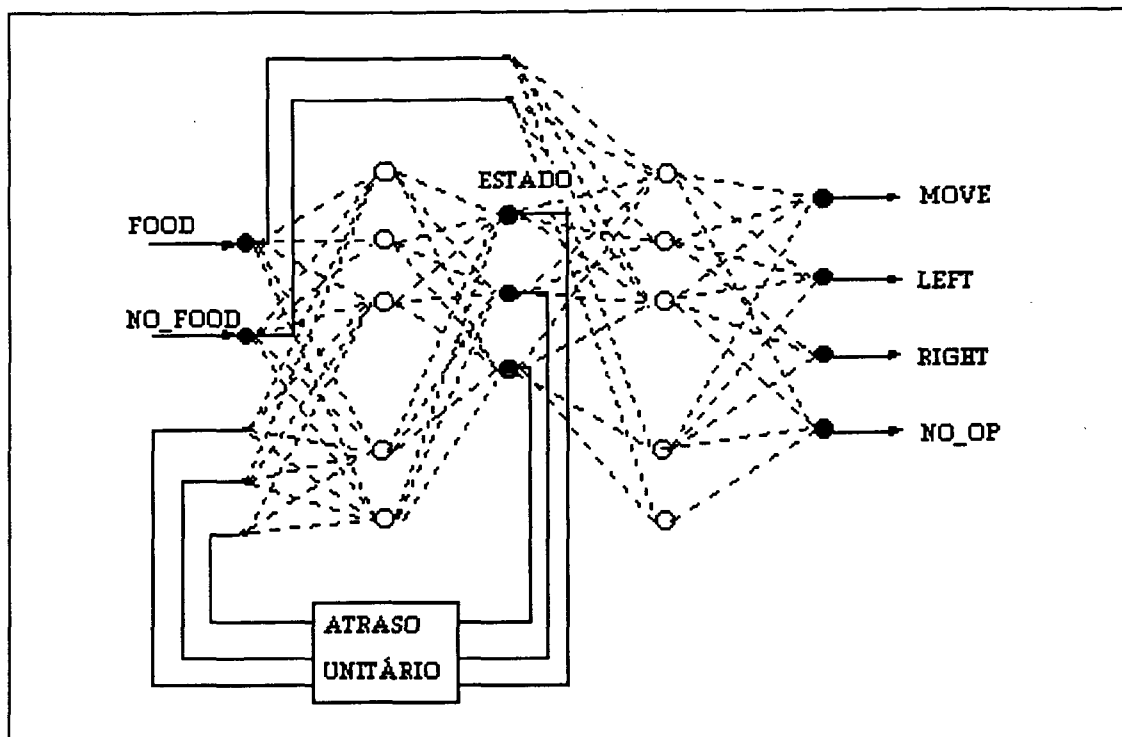 ESTADO
MOVE
FOOD
LEFT
NO_FOOD
RIGHT
NO_OP
ATRASO
UNITÁRIO